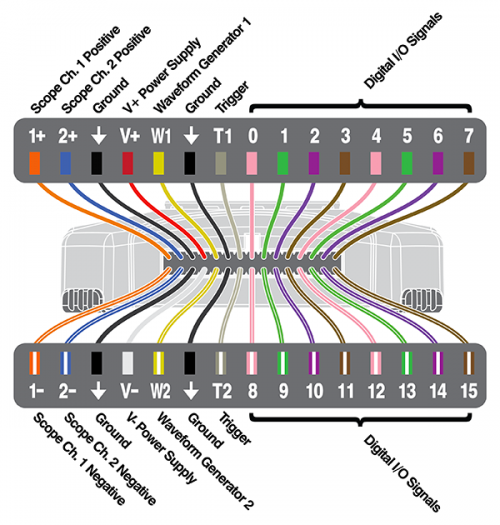 Scope Ch. 1 Positive
Scope Ch. 2 Positive
Ground
V+ Power Supply
Waveform Generator 1
Ground
Trigger
Digital I/O Signals
1+ 2+ ↓ V+ W1 ↓ T1 0 1 2 3 4 5 6 7
1- 2- ↓ V- W2 ↓ T2 8 9 10 11 12 13 14 15
Scope Ch. 1 Negative
Scope Ch. 2 Negative
Ground
V- Power Supply
Waveform Generator 2
Ground
Trigger
Digital I/O Signals